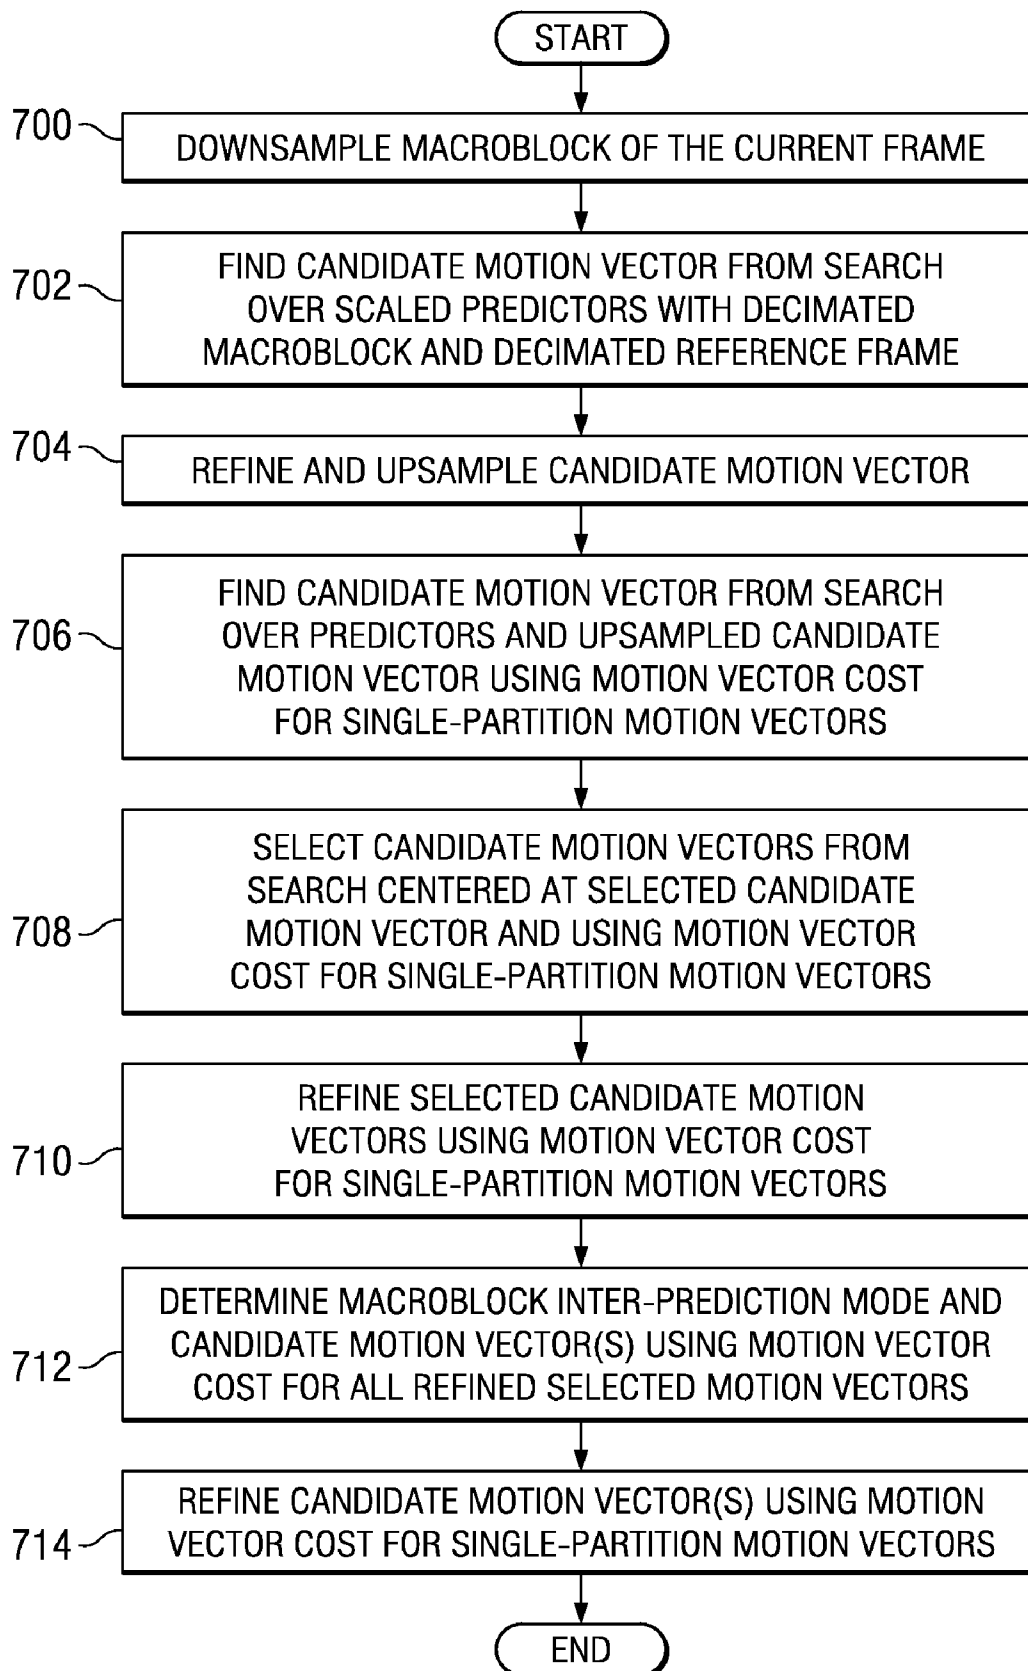 START
700
DOWNSAMPLE MACROBLOCK OF THE CURRENT FRAME
702
FIND CANDIDATE MOTION VECTOR FROM SEARCH
OVER SCALED PREDICTORS WITH DECIMATED
MACROBLOCK AND DECIMATED REFERENCE FRAME
704
REFINE AND UPSAMPLE CANDIDATE MOTION VECTOR
706
FIND CANDIDATE MOTION VECTOR FROM SEARCH
OVER PREDICTORS AND UPSAMPLED CANDIDATE
MOTION VECTOR USING MOTION VECTOR COST
FOR SINGLE-PARTITION MOTION VECTORS
708
SELECT CANDIDATE MOTION VECTORS FROM
SEARCH CENTERED AT SELECTED CANDIDATE
MOTION VECTOR AND USING MOTION VECTOR
COST FOR SINGLE-PARTITION MOTION VECTORS
710
REFINE SELECTED CANDIDATE MOTION
VECTORS USING MOTION VECTOR COST
FOR SINGLE-PARTITION MOTION VECTORS
712
DETERMINE MACROBLOCK INTER-PREDICTION MODE AND
CANDIDATE MOTION VECTOR(S) USING MOTION VECTOR
COST FOR ALL REFINED SELECTED MOTION VECTORS
714
REFINE CANDIDATE MOTION VECTOR(S) USING MOTION
VECTOR COST FOR SINGLE-PARTITION MOTION VECTORS
END